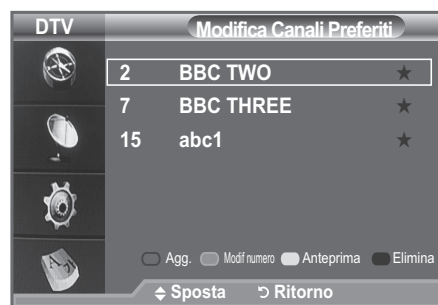 DTV Modifica Canali Preferiti
2 BBC TWO ★
7 BBC THREE ★
15 abc1 ★
Agg. Modif numero Anteprima Elimina
Sposta Ritorno